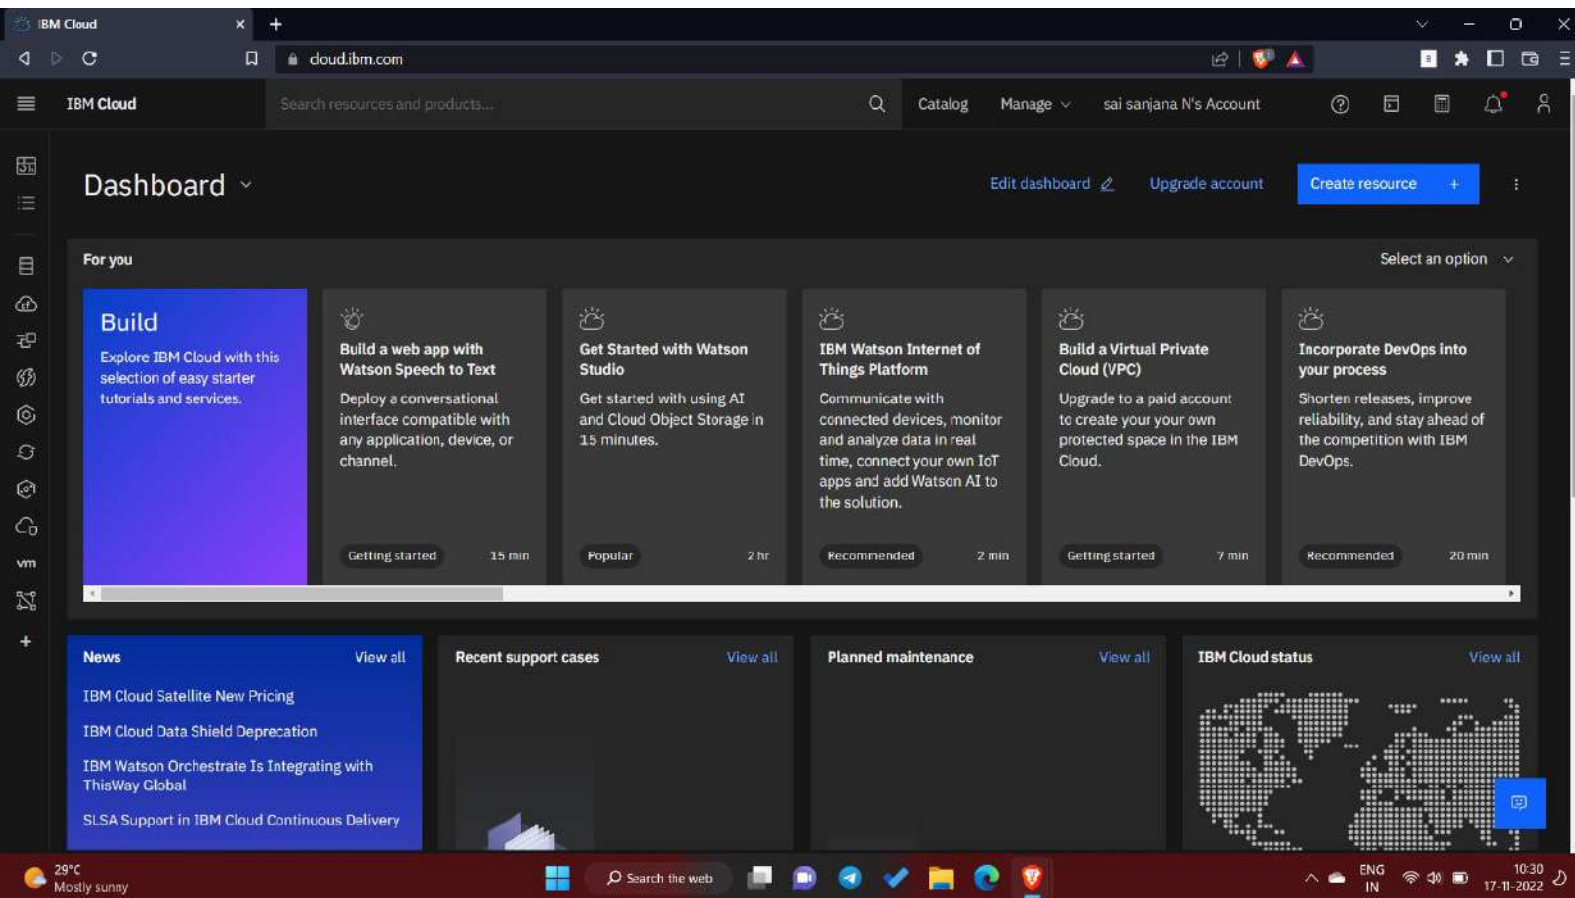 IBM Cloud
cloud.ibm.com
IBM Cloud
Search resources and products...
Catalog
Manage
sai sanjana N's Account
Dashboard
Edit dashboard
Upgrade account
Create resource +
For you
Select an option
Build
Explore IBM Cloud with this
selection of easy starter
tutorials and services.
Build a web app with
Watson Speech to Text
Deploy a conversational
interface compatible with
any application, device, or
channel.
Getting started
15 min
Get Started with Watson
Studio
Get started with using AI
and Cloud Object Storage in
15 minutes.
Popular
2 hr
IBM Watson Internet of
Things Platform
Communicate with
connected devices, monitor
and analyze data in real
time, connect your own IoT
apps and add Watson AI to
the solution.
Recommended
2 min
Build a Virtual Private
Cloud (VPC)
Upgrade to a paid account
to create your your own
protected space in the IBM
Cloud.
Getting started
7 min
Incorporate DevOps into
your process
Shorten releases, improve
reliability, and stay ahead of
the competition with IBM
DevOps.
Recommended
20 min
vm
News
View all
IBM Cloud Satellite New Pricing
IBM Cloud Data Shield Deprecation
IBM Watson Orchestrate Is Integrating with
ThisWay Global
SLSA Support in IBM Cloud Continuous Delivery
Recent support cases
View all
Planned maintenance
View all
IBM Cloud status
View all
29°C
Mostly sunny
Search the web
ENG
IN
10:30
17-11-2022